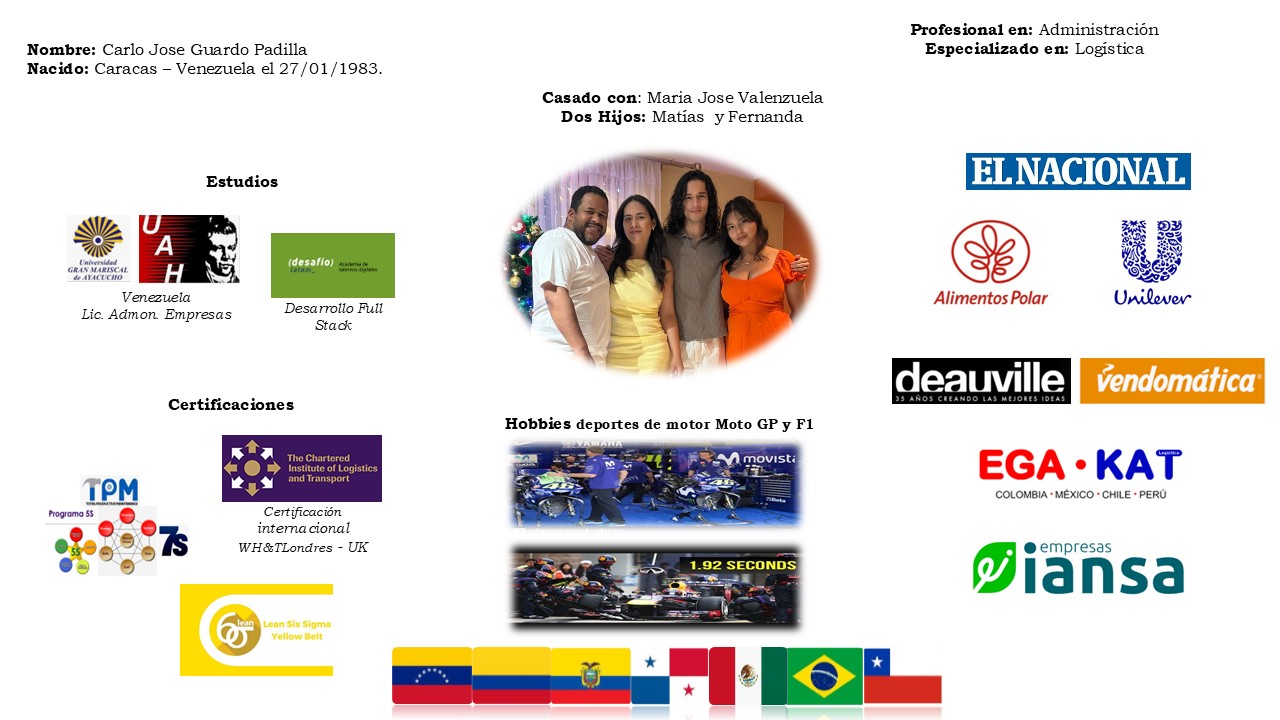 Nombre: Carlo Jose Guardo Padilla
Nacido: Caracas – Venezuela el 27/01/1983.
Profesional en: Administración
Especializado en: Logística
Casado con: Maria Jose Valenzuela
Dos Hijos: Matías y Fernanda
Estudios
Universidad
GRAN MARISCAL
de AYACUCHO
U
A
H
Venezuela
Lic. Admon. Empresas
{desafío}
latam_
Academia de
talentos digitales
Desarrollo Full
Stack
Certificaciones
The Chartered
Institute of Logistics
and Transport
Certificación
internacional
WH&TLondres - UK
TPM
Programa 5S
5S
7s
6σ lean
Lean Six Sigma
Yellow Belt
Hobbies deportes de motor Moto GP y F1
YAMAHA
movista
46
Beta
1.92 SECONDS
EL NACIONAL
Alimentos Polar
Unilever
deauville
35 AÑOS CREANDO LAS MEJORES IDEAS
vendomática
EGA • KAT
Logistica
COLOMBIA • MÉXICO • CHILE • PERÚ
empresas
iansa